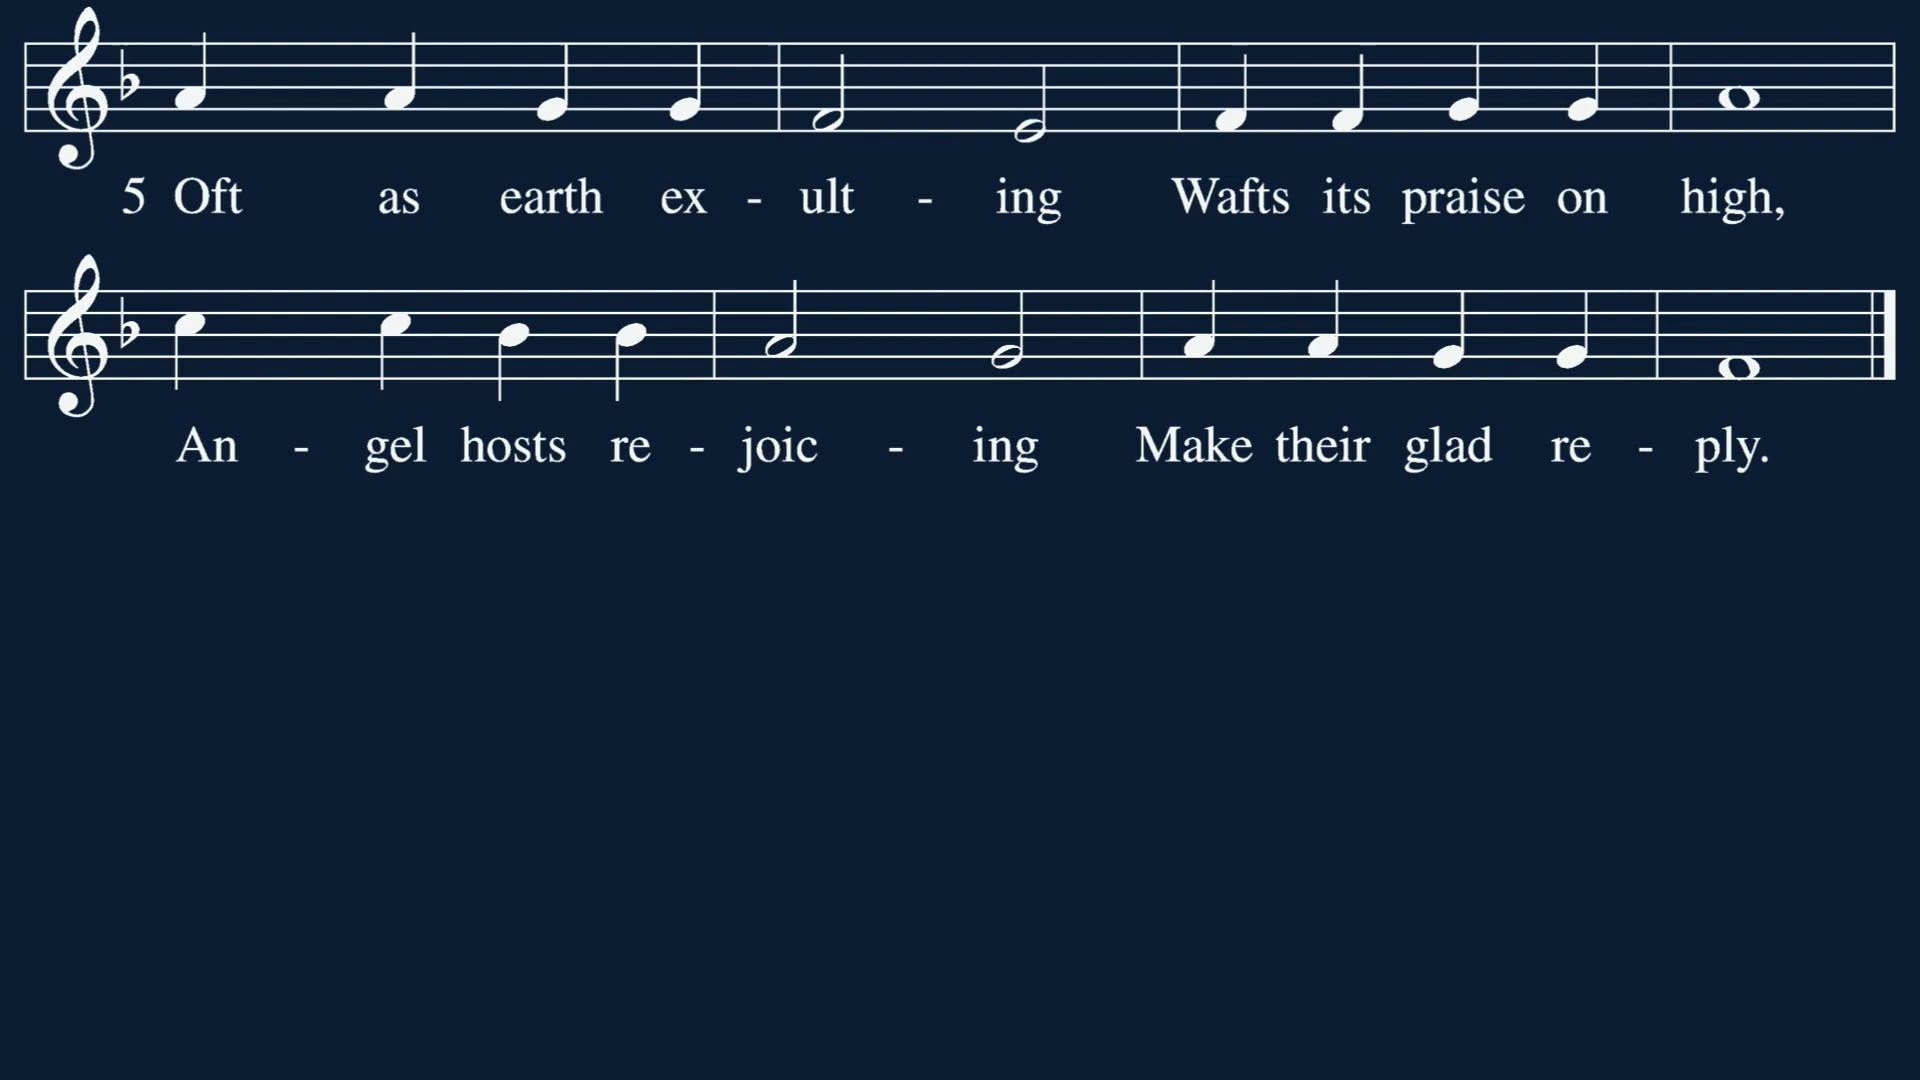 5 Oft as earth ex - ult - ing Wafts its praise on high,
An - gel hosts re - joic - ing Make their glad re - ply.